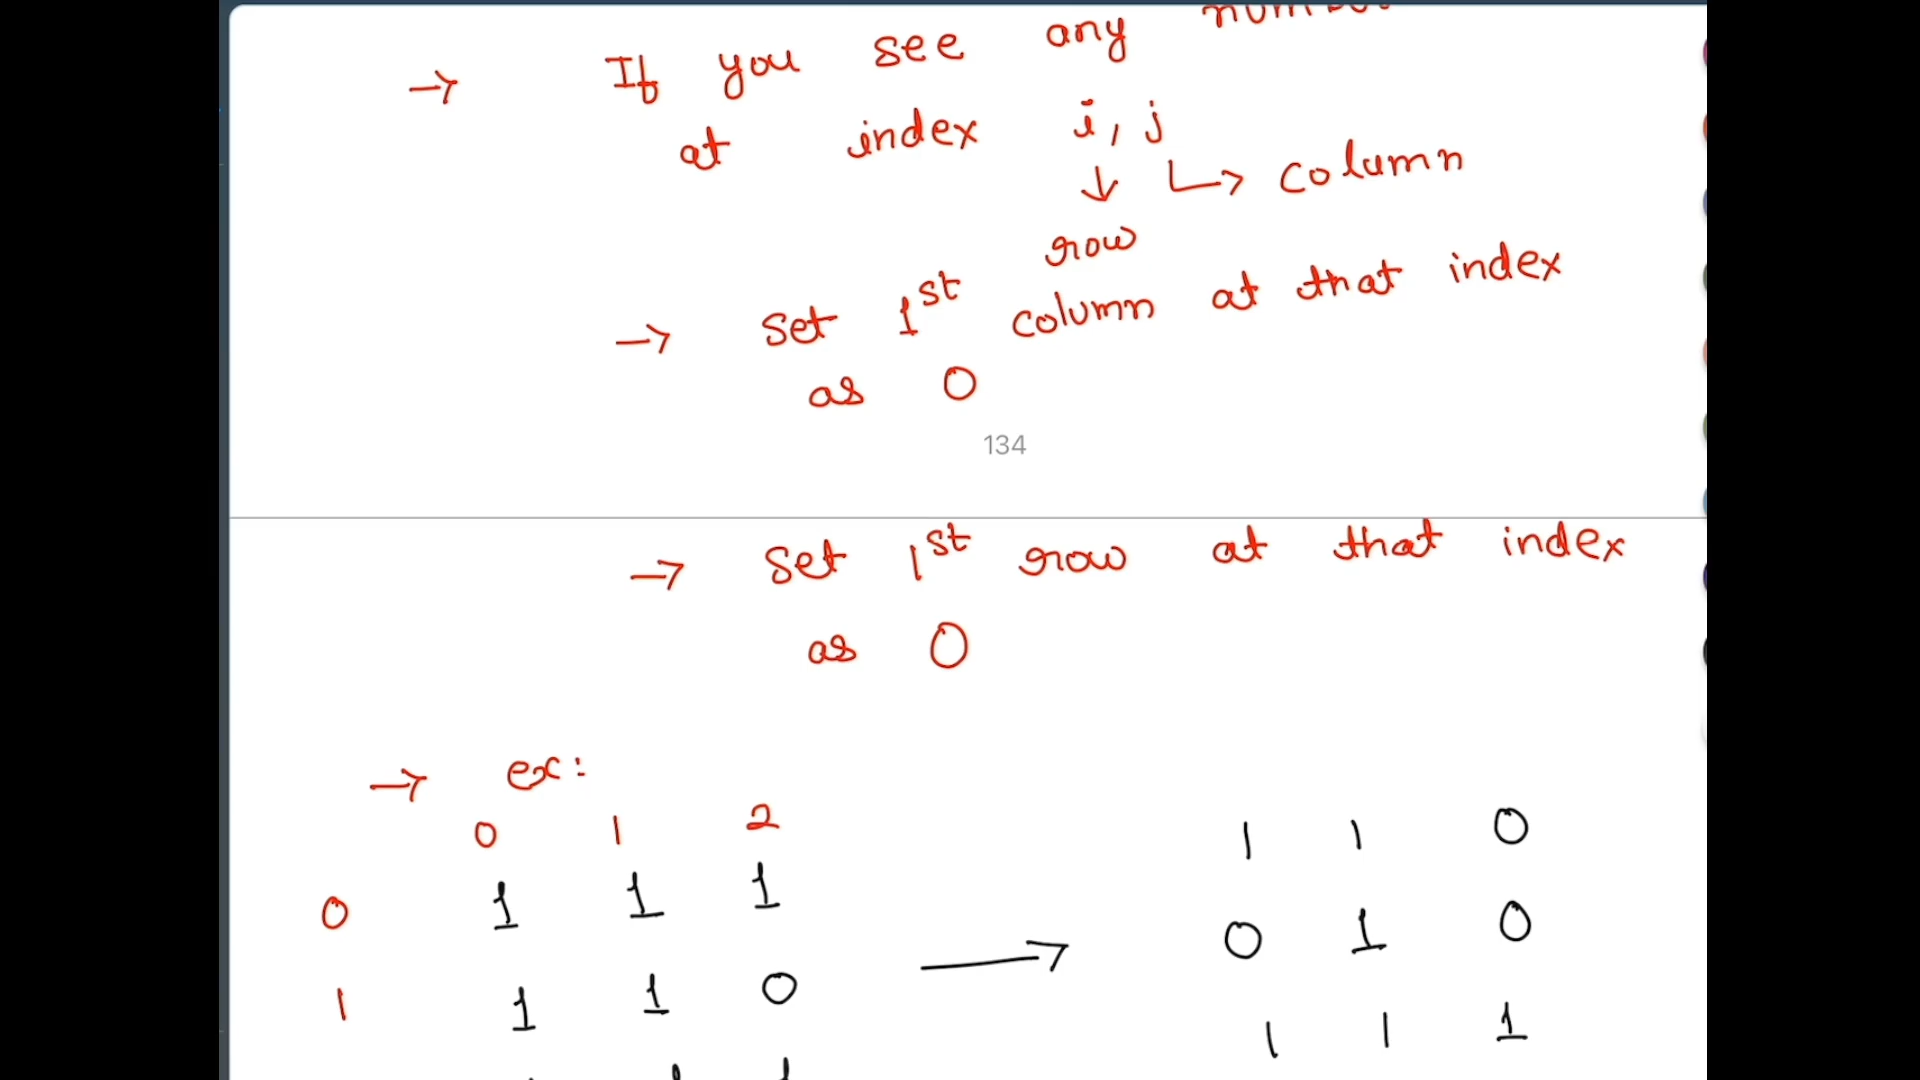 → If you see any
at index i, j
↓ ↳ column
row
→ Set 1st column at that index
as 0
134
→ Set 1st row at that index
as 0
→ ex:
0 1 2
0 1 1 1 1 1 0
1 1 1 0 → 0 1 0
1 1 1